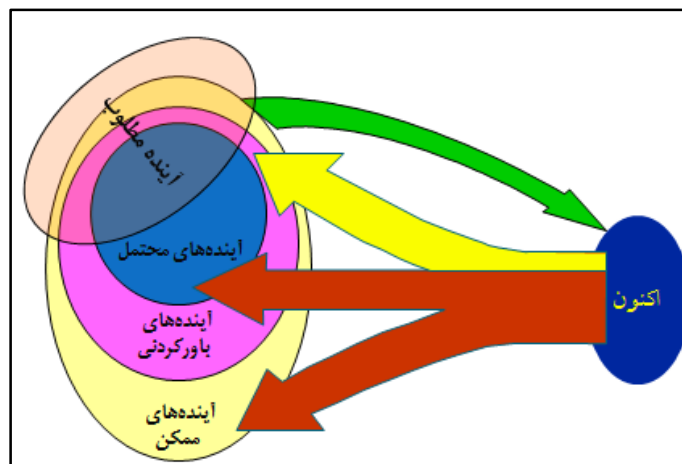 آینده مطلوب
آینده‌های محتمل
اکنون
آینده‌های
باورکردنی
آینده‌های
ممکن